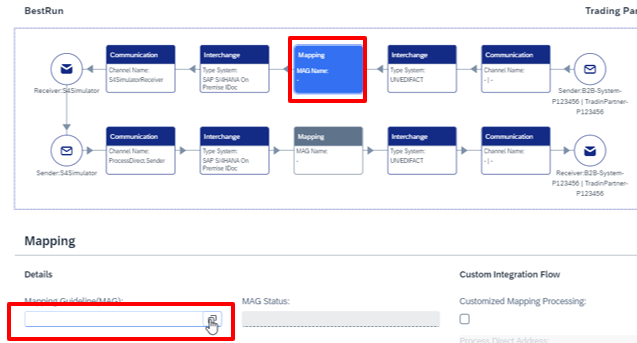 BestRun
Trading Pa
Communication
Channel Name:
S4SimulatorReceiver
Interchange
Type System:
SAP S/4HANA On
Premise IDoc
Mapping
MAG Name:
-
Interchange
Type System:
UN/EDIFACT
Communication
Channel Name:
- | -
Receiver:S4Simulator
Sender:B2B-System-
P123456 | TradinPartner-
P123456
Communication
Channel Name:
ProcessDirect.Sender
Interchange
Type System:
SAP S/4HANA On
Premise IDoc
Mapping
MAG Name:
-
Interchange
Type System:
UN/EDIFACT
Communication
Channel Name:
- | -
Sender:S4Simulator
Receiver:B2B-System-
P123456 | TradinPartner-
P123456
Mapping
Details
Custom Integration Flow
Mapping Guideline(MAG):
MAG Status:
Customized Mapping Processing:
Process Direct Address: